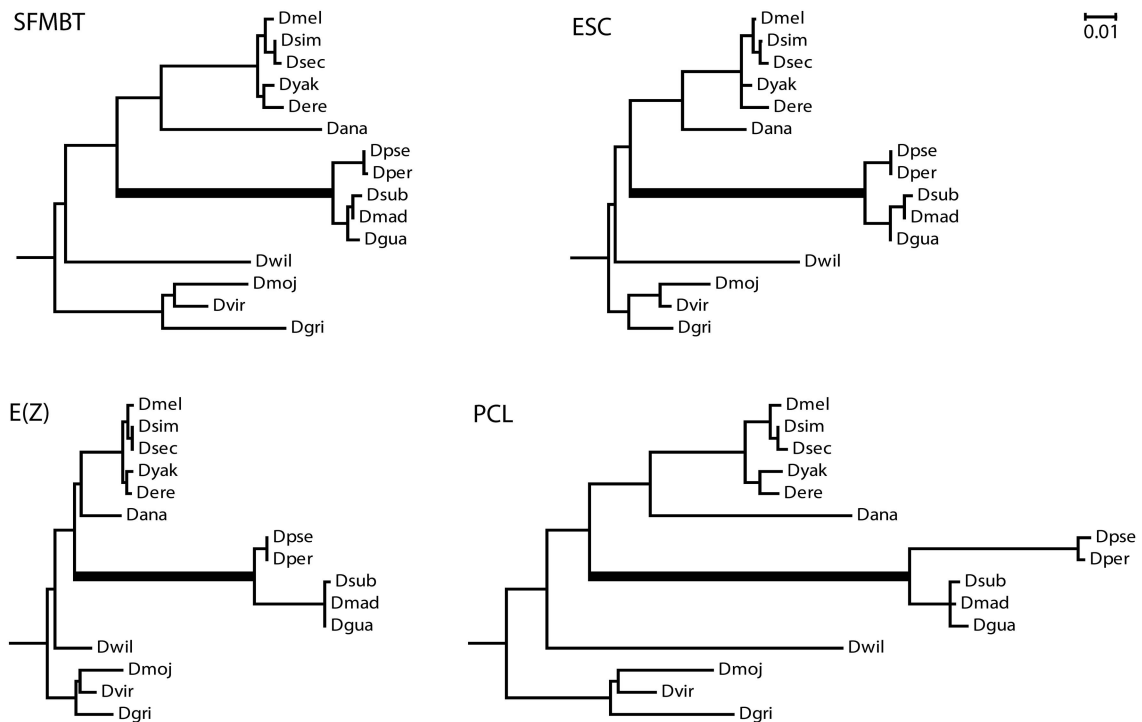 SFMBT
Dmel
Dsim
Dsec
Dyak
Dere
Dana
Dpse
Dper
Dsub
Dmad
Dgua
Dwil
Dmoj
Dvir
Dgri
ESC
Dmel
Dsim
Dsec
Dyak
Dere
Dana
Dpse
Dper
Dsub
Dmad
Dgua
Dwil
Dmoj
Dvir
Dgri
0.01
E(Z)
Dmel
Dsim
Dsec
Dyak
Dere
Dana
Dpse
Dper
Dsub
Dmad
Dgua
Dwil
Dmoj
Dvir
Dgri
PCL
Dmel
Dsim
Dsec
Dyak
Dere
Dana
Dpse
Dper
Dsub
Dmad
Dgua
Dwil
Dmoj
Dvir
Dgri